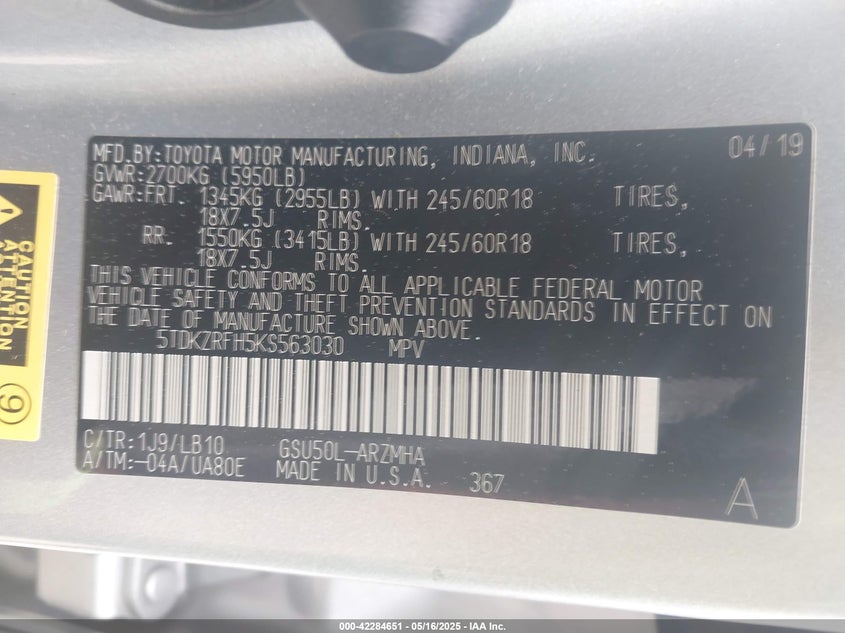 MFD.BY:TOYOTA MOTOR MANUFACTURING, INDIANA, INC. 04/19
GVWR:2700KG (5950LB)
GAWR:FRT. 1345KG (2955LB) WITH 245/60R18 TIRES,
18X7.5J RIMS.
RR. 1550KG (3415LB) WITH 245/60R18 TIRES,
18X7.5J RIMS.
THIS VEHICLE CONFORMS TO ALL APPLICABLE FEDERAL MOTOR
VEHICLE SAFETY AND THEFT PREVENTION STANDARDS IN EFFECT ON
THE DATE OF MANUFACTURE SHOWN ABOVE.
5TDKZRFH5KS563030 MPV
C/TR:1J9/LB10 GSU50L-ARZMHA
A/TM:-04A/UA80E MADE IN U.S.A. 367
A
CAUTION
ATTENTION
9
000-42284651 - 05/16/2025 - IAA Inc.